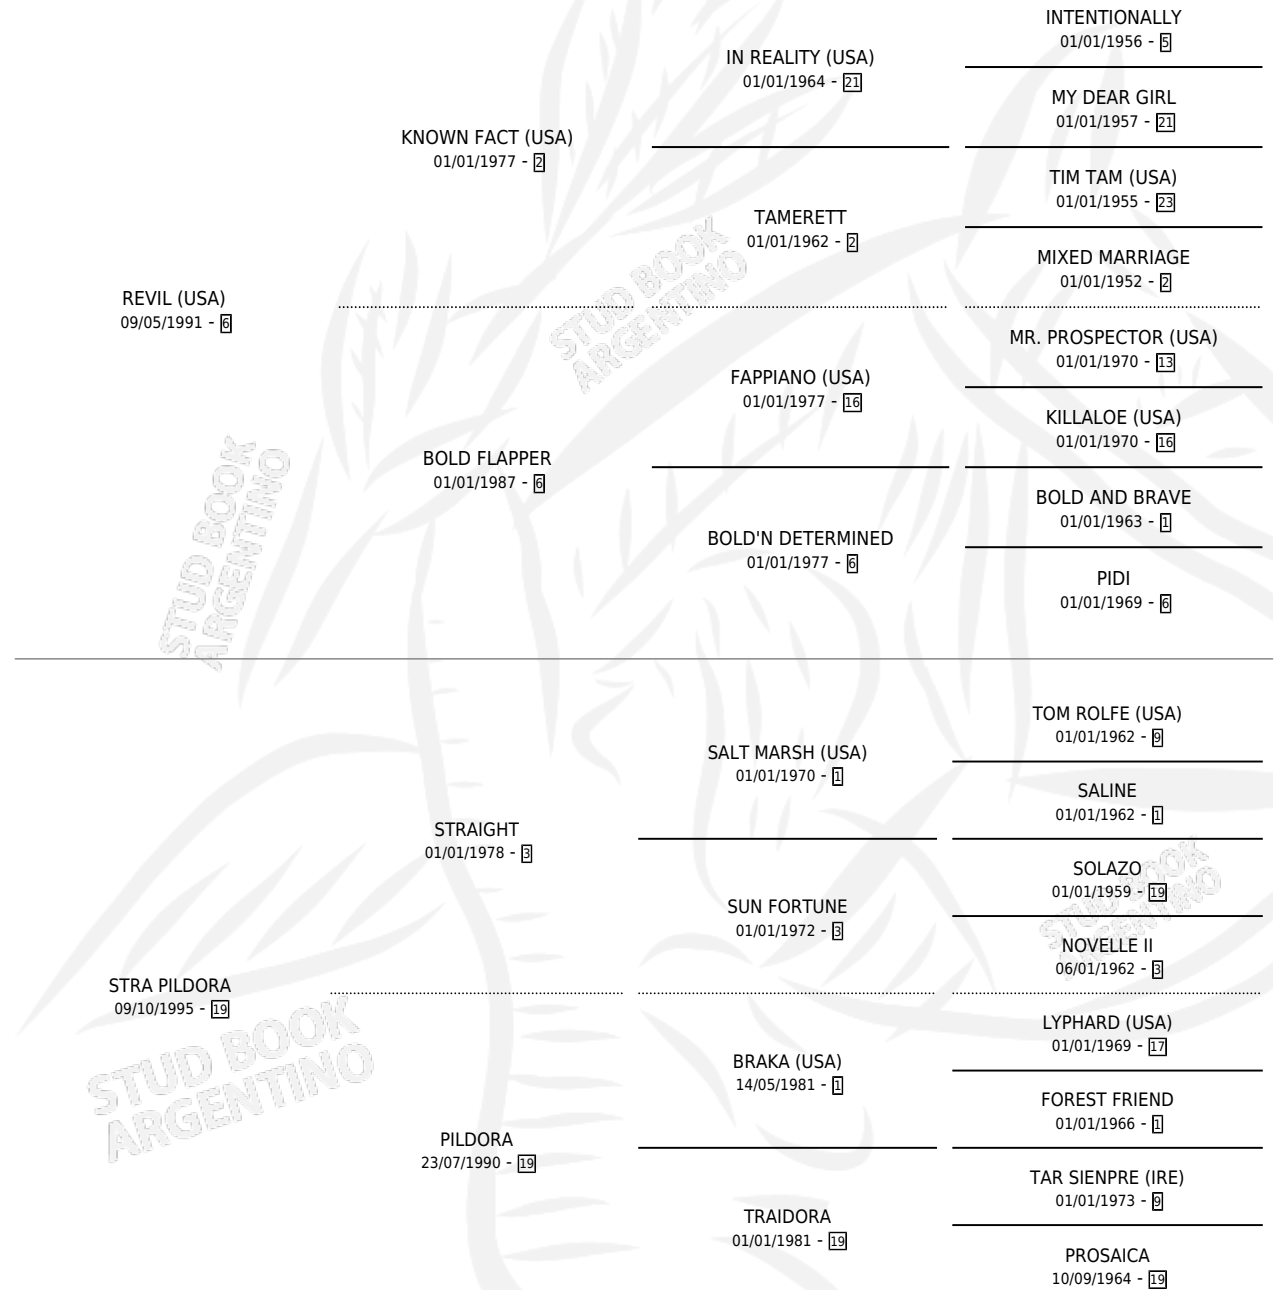 INTENTIONALLY
01/01/1956 - 5
IN REALITY (USA)
01/01/1964 - 21
MY DEAR GIRL
01/01/1957 - 21
KNOWN FACT (USA)
01/01/1977 - 2
TIM TAM (USA)
01/01/1955 - 23
TAMERETT
01/01/1962 - 2
MIXED MARRIAGE
01/01/1952 - 2
REVIL (USA)
09/05/1991 - 6
MR. PROSPECTOR (USA)
01/01/1970 - 13
FAPPIANO (USA)
01/01/1977 - 16
KILLALOE (USA)
01/01/1970 - 16
BOLD FLAPPER
01/01/1987 - 6
BOLD AND BRAVE
01/01/1963 - 1
BOLD'N DETERMINED
01/01/1977 - 6
PIDI
01/01/1969 - 6
TOM ROLFE (USA)
01/01/1962 - 9
SALT MARSH (USA)
01/01/1970 - 1
SALINE
01/01/1962 - 1
STRAIGHT
01/01/1978 - 3
SOLAZO
01/01/1959 - 19
SUN FORTUNE
01/01/1972 - 3
NOVELLE II
06/01/1962 - 3
STRA PILDORA
09/10/1995 - 19
LYPHARD (USA)
01/01/1969 - 17
BRAKA (USA)
14/05/1981 - 1
FOREST FRIEND
01/01/1966 - 1
PILDORA
23/07/1990 - 19
TAR SIENPRE (IRE)
01/01/1973 - 9
TRAIDORA
01/01/1981 - 19
PROSAICA
10/09/1964 - 19
STUD BOOK
ARGENTINO
STUD BOOK
ARGENTINO
STUD BOOK
ARGENTINO
STUD BOOK
ARGENTINO